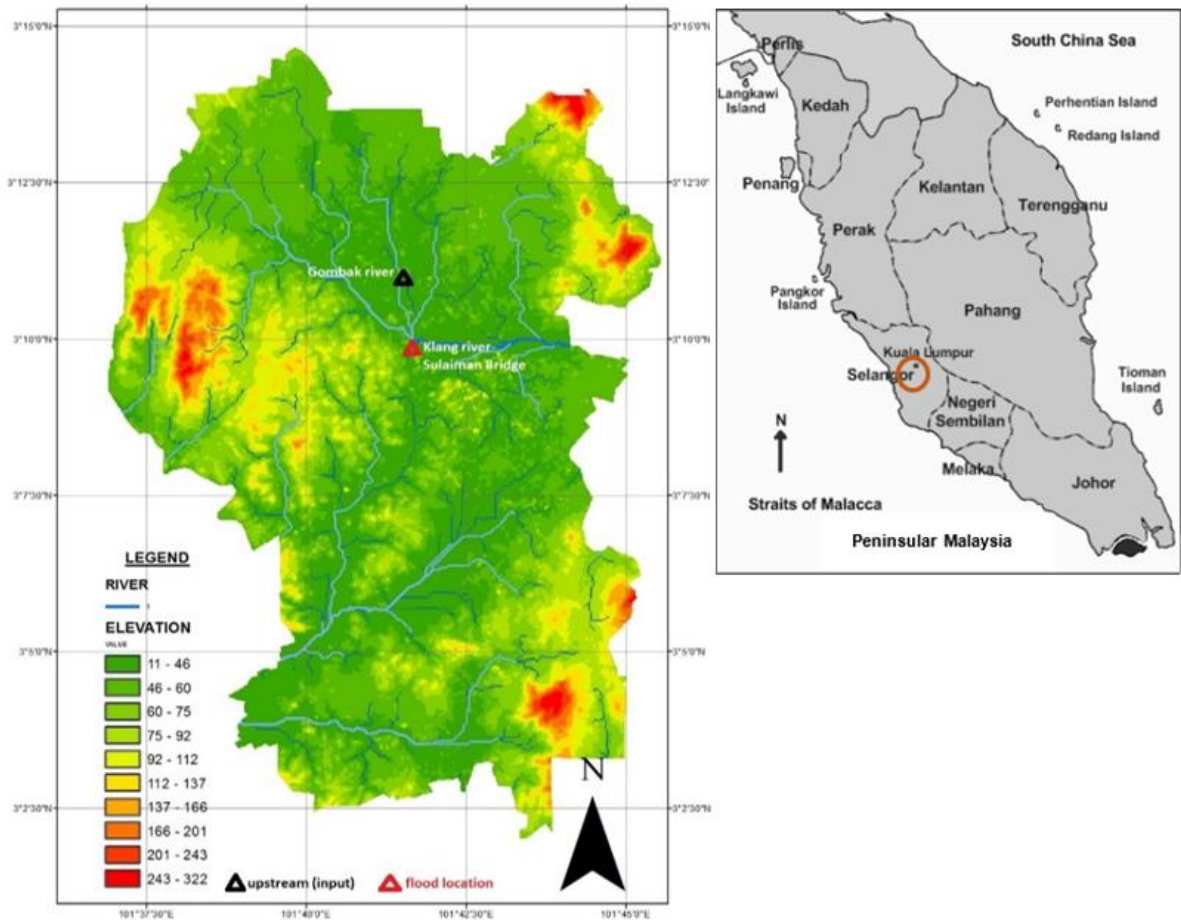 3°15'0"N
3°15'0"N
3°12'30"N
3°12'30"N
Gombak river
3°10'0"N
3°10'0"N
Klang river
Sulaiman Bridge
3°7'30"N
3°7'30"N
3°5'0"N
3°5'0"N
3°2'30"N
3°2'30"N
LEGEND
RIVER
ELEVATION
VALUE
11 - 46
46 - 60
60 - 75
75 - 92
92 - 112
112 - 137
137 - 166
166 - 201
201 - 243
243 - 322
upstream (input)
flood location
N
101°37'30"E
101°40'0"E
101°42'30"E
101°45'0"E
South China Sea
Perlis
Langkawi
Island
Kedah
Perhentian Island
Redang Island
Penang
Kelantan
Terengganu
Perak
Pangkor
Island
Pahang
Kuala Lumpur
Selangor
Tioman
Island
N
Negeri
Sembilan
Melaka
Johor
Straits of Malacca
Peninsular Malaysia